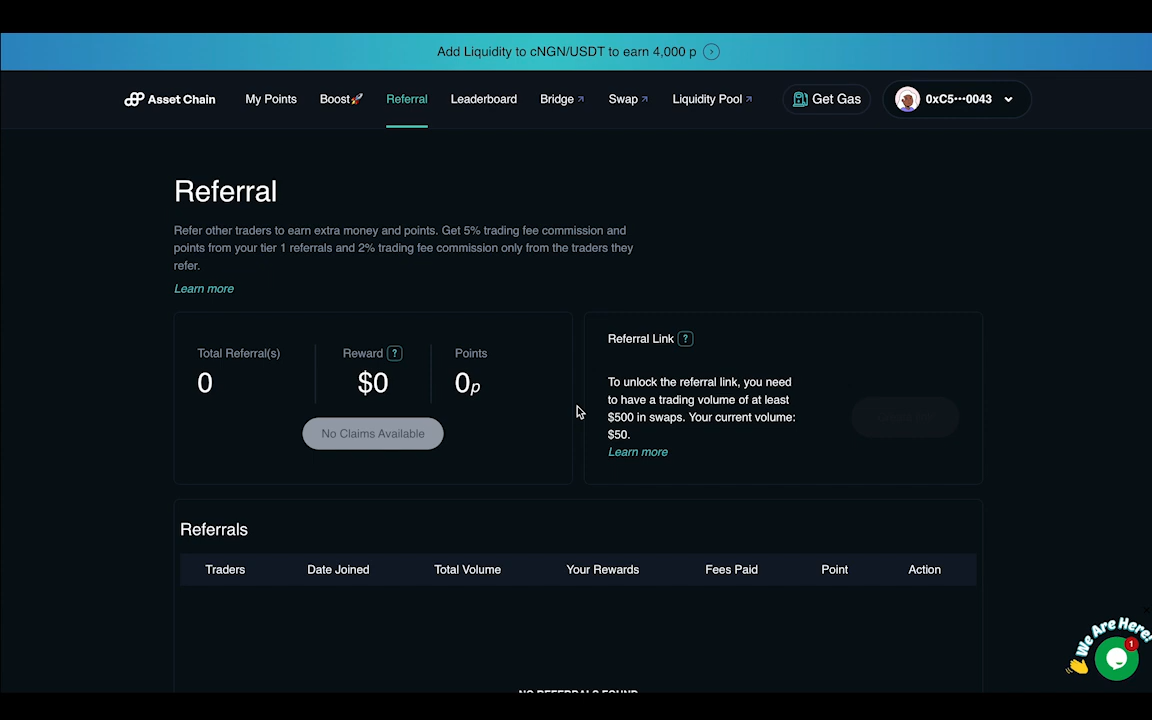 Add Liquidity to cNGN/USDT to earn 4,000 p
Asset Chain My Points Boost🚀 Referral Leaderboard Bridge ↗ Swap ↗ Liquidity Pool ↗ Get Gas 0xC5•••0043
Referral
Refer other traders to earn extra money and points. Get 5% trading fee commission and
points from your tier 1 referrals and 2% trading fee commission only from the traders they
refer.
Learn more
Total Referral(s) Reward ? Points
0 $0 0p
No Claims Available
Referral Link ?
To unlock the referral link, you need
to have a trading volume of at least
$500 in swaps. Your current volume:
$50.
Learn more
Referrals
Traders Date Joined Total Volume Your Rewards Fees Paid Point Action
NO REFERRALS FOUND
We Are Here!
1